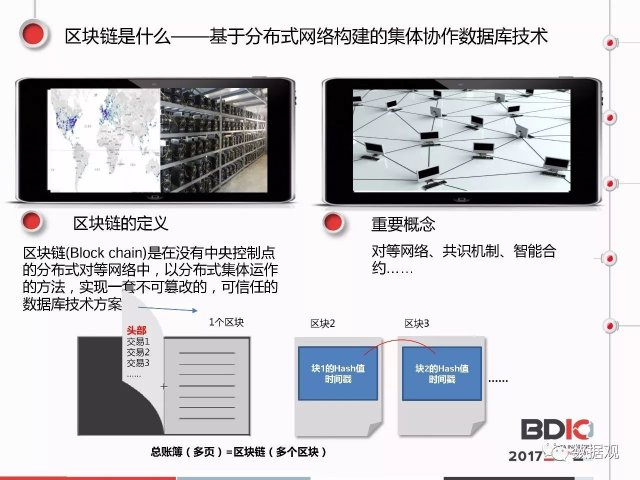 区块链是什么——基于分布式网络构建的集体协作数据库技术
区块链的定义
区块链(Block chain)是在没有中央控制点
的分布式对等网络中，以分布式集体运作
的方法，实现一套不可篡改的，可信任的
数据库技术方案
重要概念
对等网络、共识机制、智能合
约……
1个区块
头部
交易1
交易2
交易3
……
区块2
区块3
块1的Hash值
时间戳
块2的Hash值
时间戳
……
总账簿（多页）=区块链（多个区块）
BDIC
2017
数据观